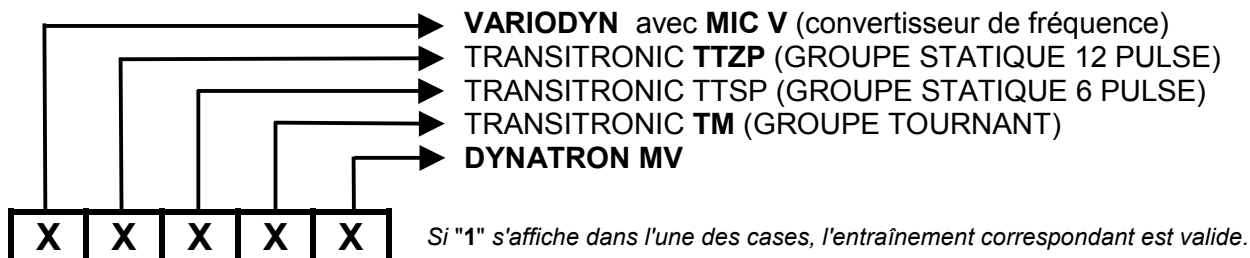 VARIODYN avec MIC V (convertisseur de fréquence)
TRANSITRONIC TTZP (GROUPE STATIQUE 12 PULSE)
TRANSITRONIC TTSP (GROUPE STATIQUE 6 PULSE)
TRANSITRONIC TM (GROUPE TOURNANT)
DYNATRON MV
X X X X X Si "1" s'affiche dans l'une des cases, l'entraînement correspondant est valide.